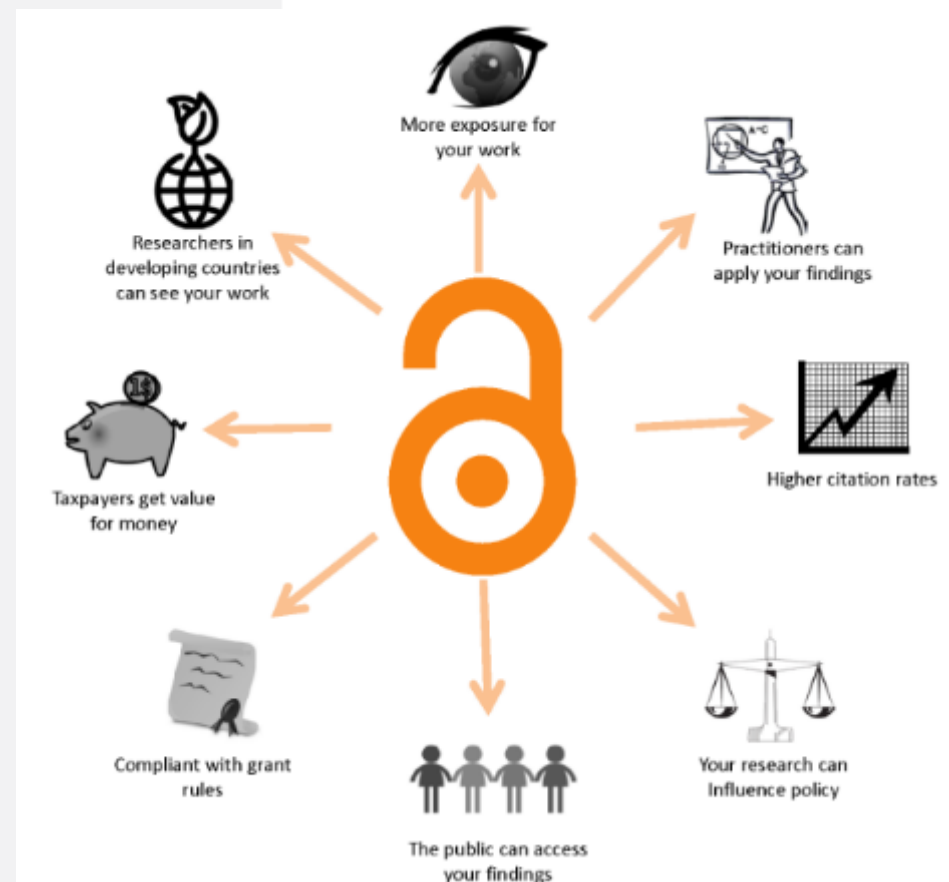 More exposure for
your work
Practitioners can
apply your findings
Higher citation rates
Your research can
Influence policy
The public can access
your findings
Compliant with grant
rules
Taxpayers get value
for money
1$
Researchers in
developing countries
can see your work